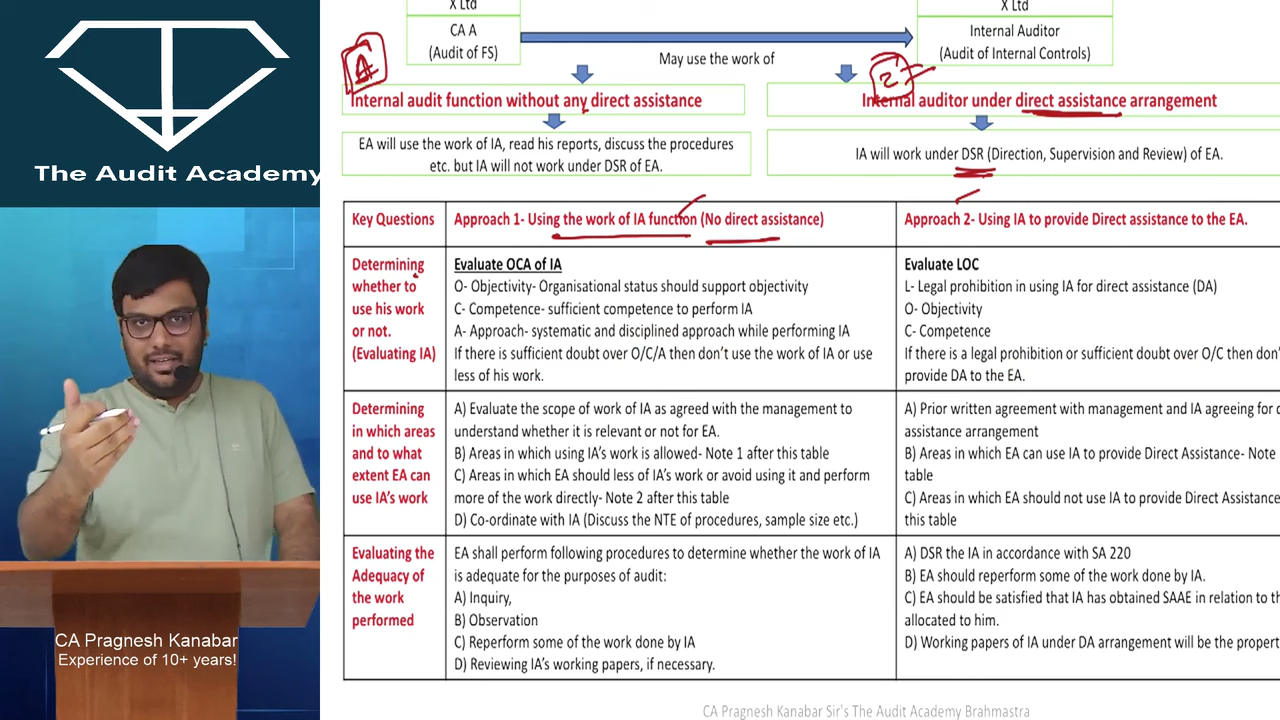 The Audit Academy
CA Pragnesh Kanabar
Experience of 10+ years!
X Ltd
CA A
(Audit of FS)
May use the work of
X Ltd
Internal Auditor
(Audit of Internal Controls)
2
Internal audit function without any direct assistance
Internal auditor under direct assistance arrangement
EA will use the work of IA, read his reports, discuss the procedures
etc. but IA will not work under DSR of EA.
IA will work under DSR (Direction, Supervision and Review) of EA.
Key Questions
Approach 1- Using the work of IA function (No direct assistance)
Approach 2- Using IA to provide Direct assistance to the EA.
Determining
whether to
use his work
or not.
(Evaluating IA)
Evaluate OCA of IA
O- Objectivity- Organisational status should support objectivity
C- Competence- sufficient competence to perform IA
A- Approach- systematic and disciplined approach while performing IA
If there is sufficient doubt over O/C/A then don't use the work of IA or use
less of his work.
Evaluate LOC
L- Legal prohibition in using IA for direct assistance (DA)
O- Objectivity
C- Competence
If there is a legal prohibition or sufficient doubt over O/C then don'
provide DA to the EA.
Determining
in which areas
and to what
extent EA can
use IA's work
A) Evaluate the scope of work of IA as agreed with the management to
understand whether it is relevant or not for EA.
B) Areas in which using IA's work is allowed- Note 1 after this table
C) Areas in which EA should less of IA's work or avoid using it and perform
more of the work directly- Note 2 after this table
D) Co-ordinate with IA (Discuss the NTE of procedures, sample size etc.)
A) Prior written agreement with management and IA agreeing for
assistance arrangement
B) Areas in which EA can use IA to provide Direct Assistance- Note
table
C) Areas in which EA should not use IA to provide Direct Assistance
this table
Evaluating the
Adequacy of
the work
performed
EA shall perform following procedures to determine whether the work of IA
is adequate for the purposes of audit:
A) Inquiry,
B) Observation
C) Reperform some of the work done by IA
D) Reviewing IA's working papers, if necessary.
A) DSR the IA in accordance with SA 220
B) EA should reperform some of the work done by IA.
C) EA should be satisfied that IA has obtained SAAE in relation to
allocated to him.
D) Working papers of IA under DA arrangement will be the
CA Pragnesh Kanabar Sir's The Audit Academy Brahmastra